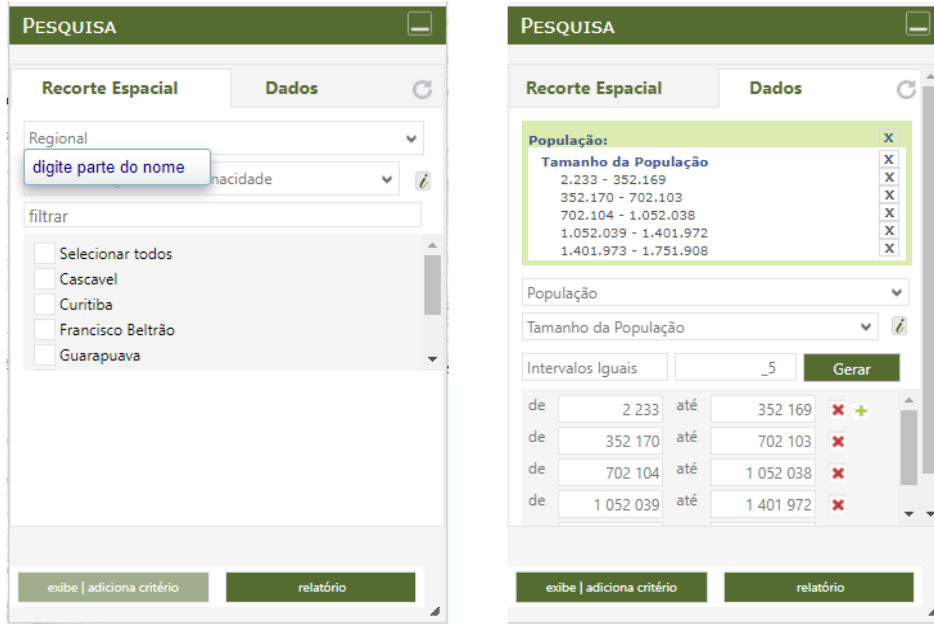 PESQUISA
Recorte Espacial
Dados
Regional
digite parte do nome
nacidade
filtrar
Selecionar todos
Cascavel
Curitiba
Francisco Beltrão
Guarapuava
exibe | adiciona critério
relatório
PESQUISA
Recorte Espacial
Dados
População: X
Tamanho da População X
2.233 - 352.169 X
352.170 - 702.103 X
702.104 - 1.052.038 X
1.052.039 - 1.401.972 X
1.401.973 - 1.751.908 X
População
Tamanho da População i
Intervalos Iguais _5 Gerar
de 2 233 até 352 169
de 352 170 até 702 103
de 702 104 até 1 052 038
de 1 052 039 até 1 401 972
exibe | adiciona critério
relatório